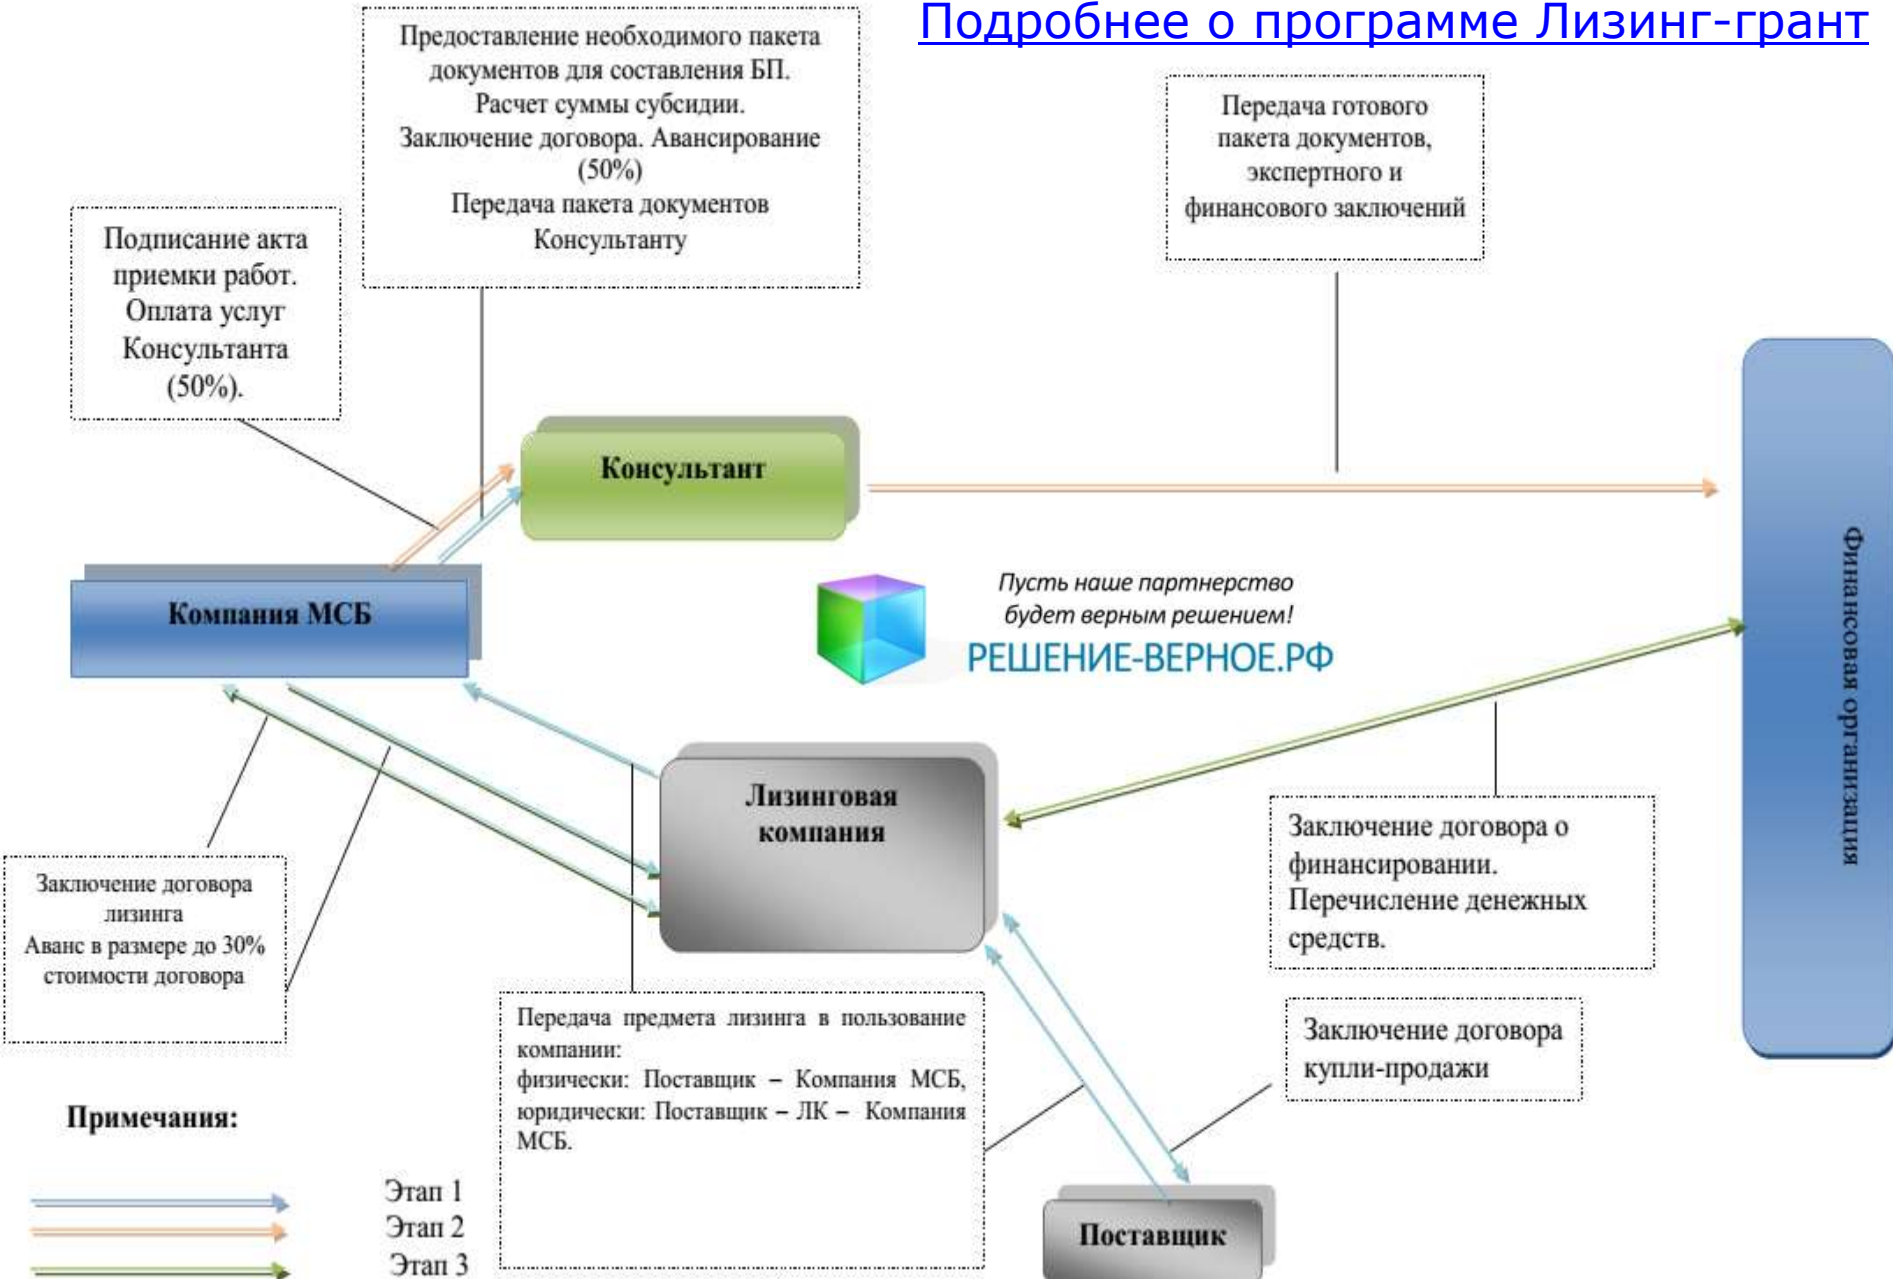 Подробнее о программе Лизинг-грант
Предоставление необходимого пакета
документов для составления БП.
Расчет суммы субсидии.
Заключение договора. Авансирование
(50%)
Передача пакета документов
Консультанту
Передача готового
пакета документов,
экспертного и
финансового заключений
Подписание акта
приемки работ.
Оплата услуг
Консультанта
(50%).
Консультант
Компания МСБ
Пусть наше партнерство
будет верным решением!
РЕШЕНИЕ-ВЕРНОЕ.РФ
Финансовая организация
Лизинговая
компания
Заключение договора о
финансировании.
Перечисление денежных
средств.
Заключение договора
лизинга
Аванс в размере до 30%
стоимости договора
Передача предмета лизинга в пользование
компании:
физически: Поставщик – Компания МСБ,
юридически: Поставщик – ЛК – Компания
МСБ.
Заключение договора
купли-продажи
Поставщик
Примечания:
Этап 1
Этап 2
Этап 3